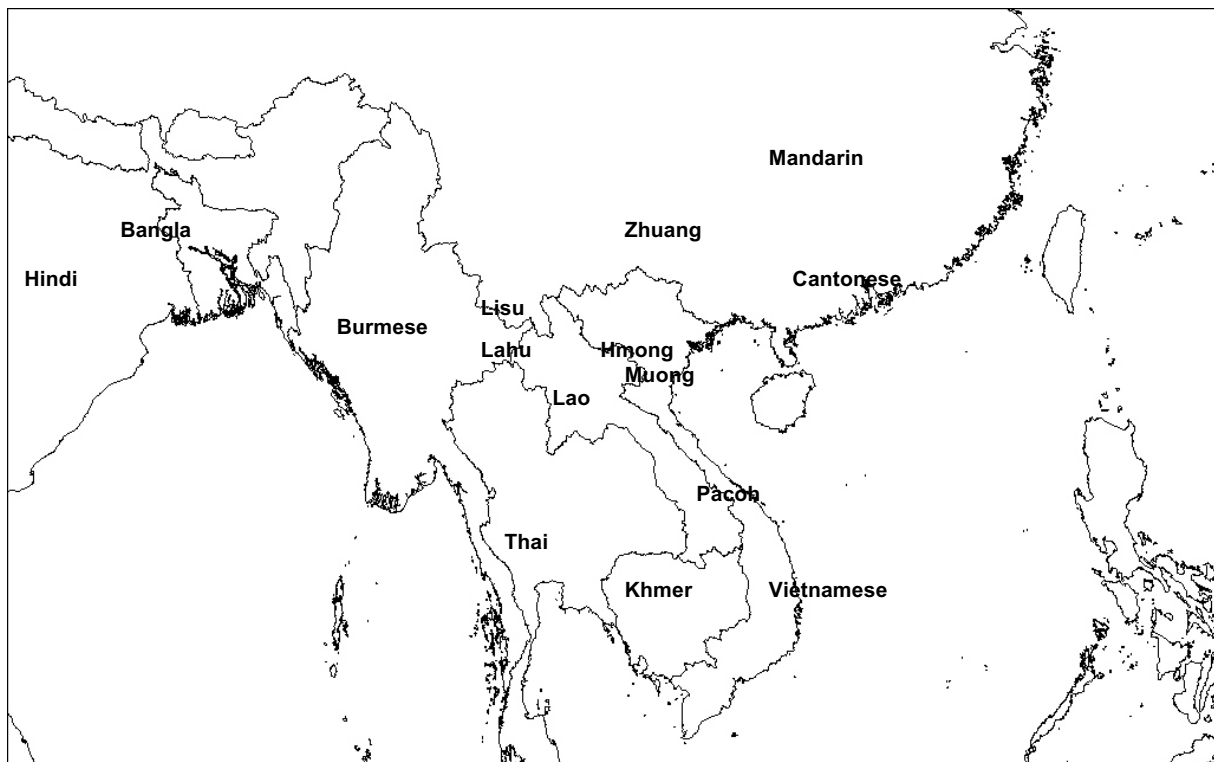 Mandarin
Bangla
Zhuang
Hindi
Cantonese
Lisu
Burmese
Lahu
Hmong
Muong
Lao
Pacoh
Thai
Khmer
Vietnamese